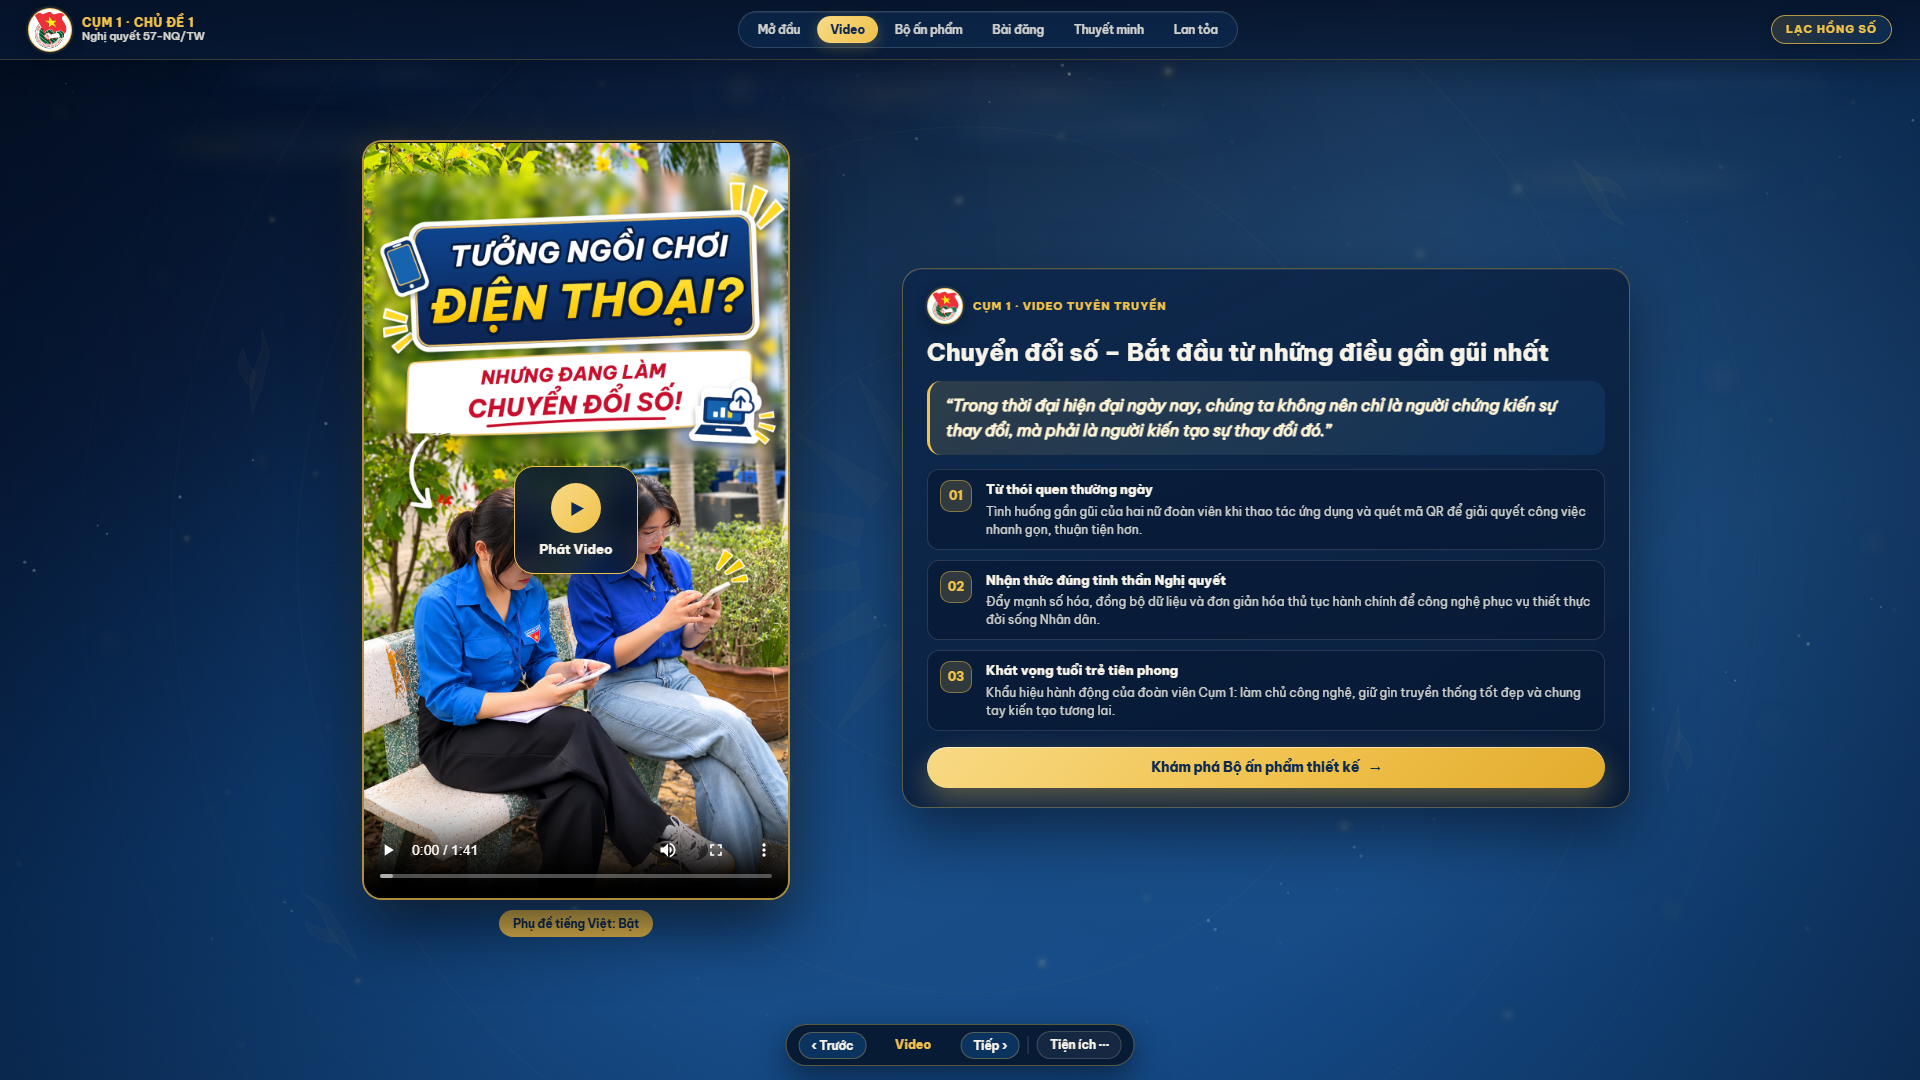 CỤM 1 · CHỦ ĐỀ 1
Nghị quyết 57-NQ/TW
Mở đầu
Video
Bộ ấn phẩm
Bài đăng
Thuyết minh
Lan tỏa
LẠC HỒNG SỐ
TƯỞNG NGỒI CHƠI
ĐIỆN THOẠI?
NHƯNG ĐANG LÀM
CHUYỂN ĐỔI SỐ!
Phát Video
0:00 / 1:41
Phụ đề tiếng Việt: Bật
CỤM 1 · VIDEO TUYÊN TRUYỀN
Chuyển đổi số – Bắt đầu từ những điều gần gũi nhất
“Trong thời đại hiện đại ngày nay, chúng ta không nên chỉ là người chứng kiến sự
thay đổi, mà phải là người kiến tạo sự thay đổi đó.”
01
Từ thói quen thường ngày
Tình huống gần gũi của hai nữ đoàn viên khi thao tác ứng dụng và quét mã QR để giải quyết công việc
nhanh gọn, thuận tiện hơn.
02
Nhận thức đúng tinh thần Nghị quyết
Đẩy mạnh số hóa, đồng bộ dữ liệu và đơn giản hóa thủ tục hành chính để công nghệ phục vụ thiết thực
đời sống Nhân dân.
03
Khát vọng tuổi trẻ tiên phong
Khẩu hiệu hành động của đoàn viên Cụm 1: làm chủ công nghệ, giữ gìn truyền thống tốt đẹp và chung
tay kiến tạo tương lai.
Khám phá Bộ ấn phẩm thiết kế →
‹ Trước
Video
Tiếp ›
Tiện ích ···